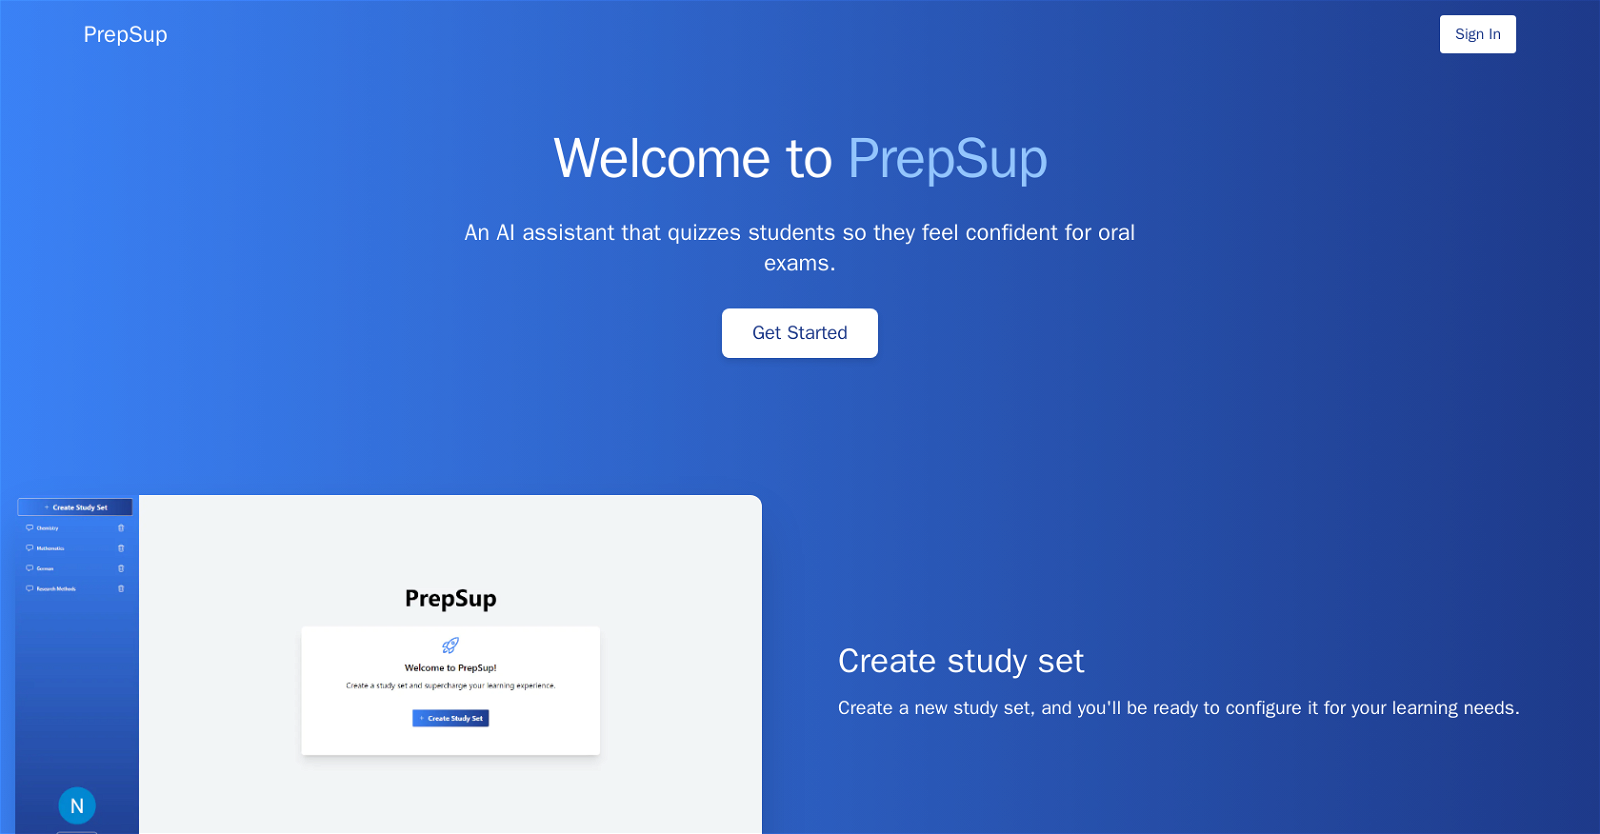 PrepSup
Sign In
Welcome to PrepSup
An AI assistant that quizzes students so they feel confident for oral
exams.
Get Started
+ Create Study Set
Chemistry
Mathematics
German
Research Methods
PrepSup
Welcome to PrepSup!
Create a study set and supercharge your learning experience.
+ Create Study Set
N
Create study set
Create a new study set, and you'll be ready to configure it for your learning needs.